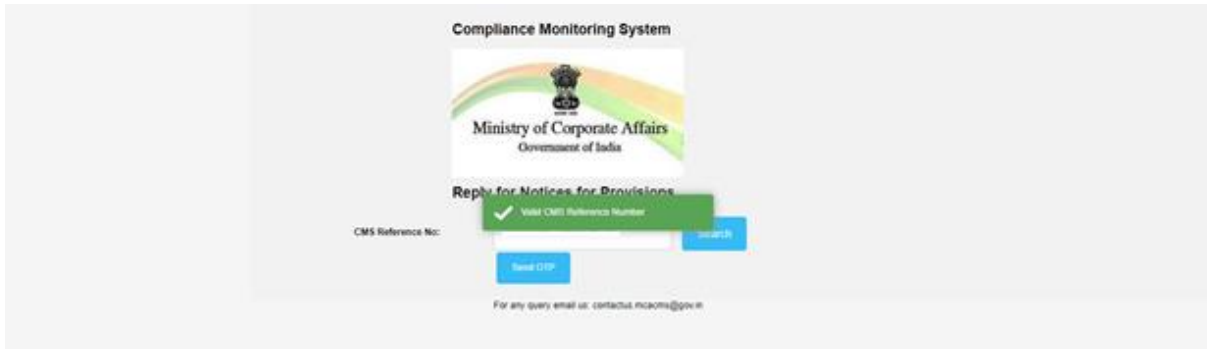 Compliance Monitoring System
Ministry of Corporate Affairs
Government of India
Reply for Notices for Provisions
Valid CMS Reference Number
CMS Reference No:
Search
Send OTP
For any query email us: contactus.mcacms@gov.in